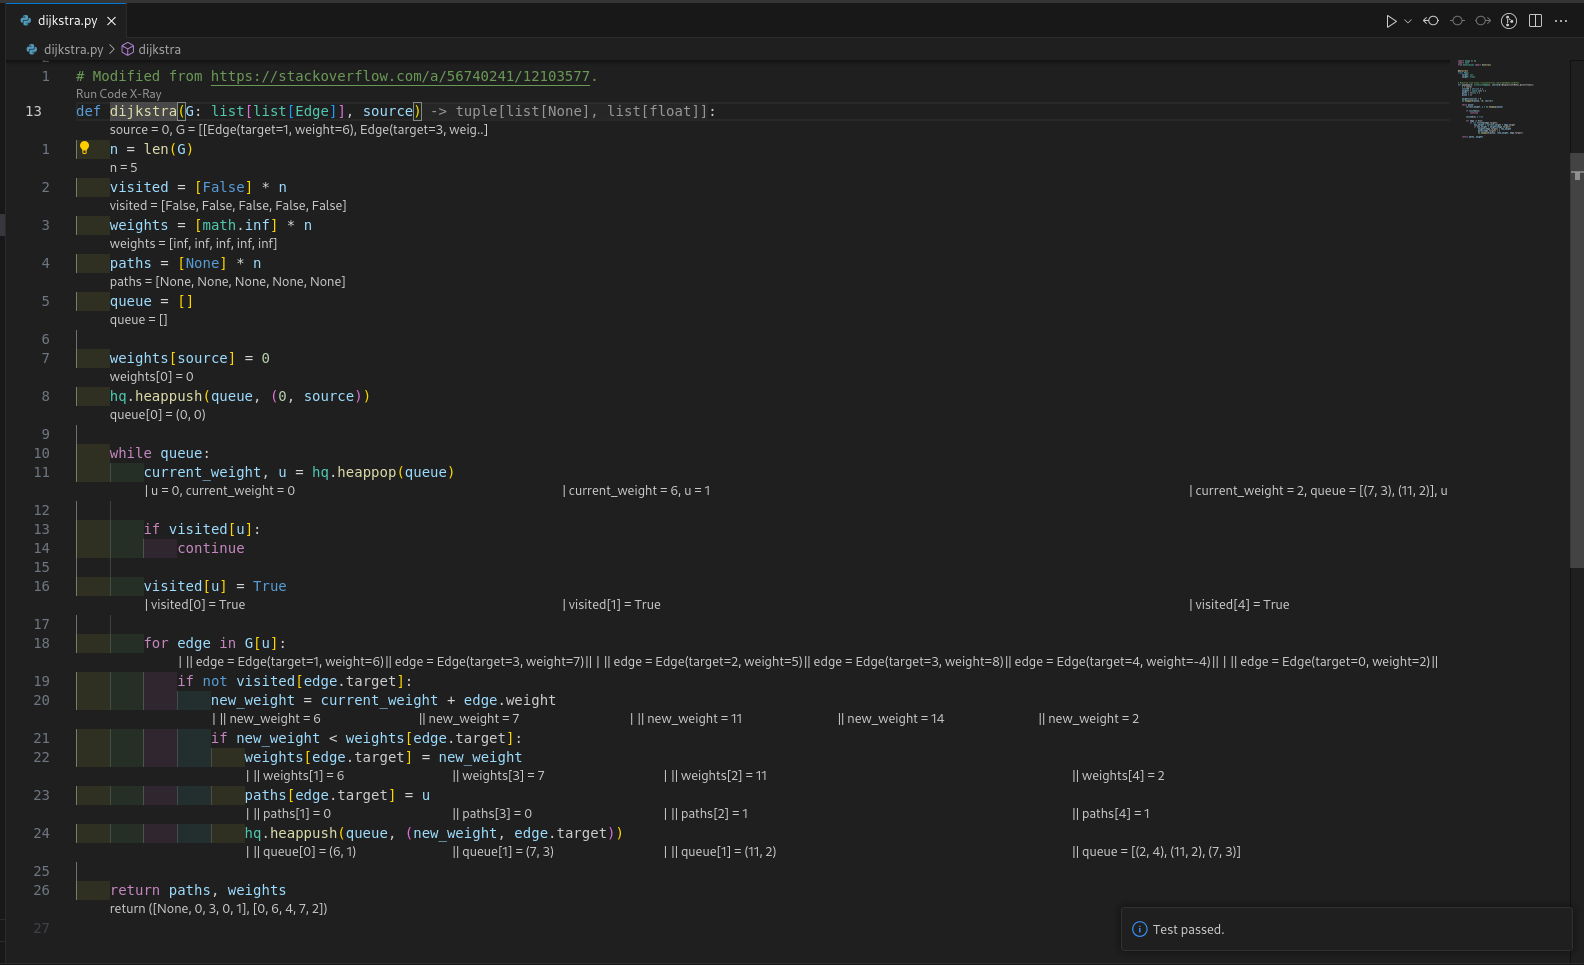 dijkstra.py
dijkstra.py > dijkstra
1 # Modified from https://stackoverflow.com/a/56740241/12103577.
Run Code X-Ray
13 def dijkstra(G: list[list[Edge]], source) -> tuple[list[None], list[float]]:
source = 0, G = [[Edge(target=1, weight=6), Edge(target=3, weig..]
1 n = len(G)
n = 5
2 visited = [False] * n
visited = [False, False, False, False, False]
3 weights = [math.inf] * n
weights = [inf, inf, inf, inf, inf]
4 paths = [None] * n
paths = [None, None, None, None, None]
5 queue = []
queue = []
6
7 weights[source] = 0
weights[0] = 0
8 hq.heappush(queue, (0, source))
queue[0] = (0, 0)
9
10 while queue:
11 current_weight, u = hq.heappop(queue)
| u = 0, current_weight = 0 | current_weight = 6, u = 1 | current_weight = 2, queue = [(7, 3), (11, 2)], u
12
13 if visited[u]:
14 continue
15
16 visited[u] = True
| visited[0] = True | visited[1] = True | visited[4] = True
17
18 for edge in G[u]:
| || edge = Edge(target=1, weight=6)|| edge = Edge(target=3, weight=7)|| | || edge = Edge(target=2, weight=5)|| edge = Edge(target=3, weight=8)|| edge = Edge(target=4, weight=-4)|| | || edge = Edge(target=0, weight=2)||
19 if not visited[edge.target]:
20 new_weight = current_weight + edge.weight
| || new_weight = 6 || new_weight = 7 | || new_weight = 11 || new_weight = 14 || new_weight = 2
21 if new_weight < weights[edge.target]:
22 weights[edge.target] = new_weight
| || weights[1] = 6 || weights[3] = 7 | || weights[2] = 11 || weights[4] = 2
23 paths[edge.target] = u
| || paths[1] = 0 || paths[3] = 0 | || paths[2] = 1 || paths[4] = 1
24 hq.heappush(queue, (new_weight, edge.target))
| || queue[0] = (6, 1) || queue[1] = (7, 3) | || queue[1] = (11, 2) || queue = [(2, 4), (11, 2), (7, 3)]
25
26 return paths, weights
return ([None, 0, 3, 0, 1], [0, 6, 4, 7, 2])
27
Test passed.